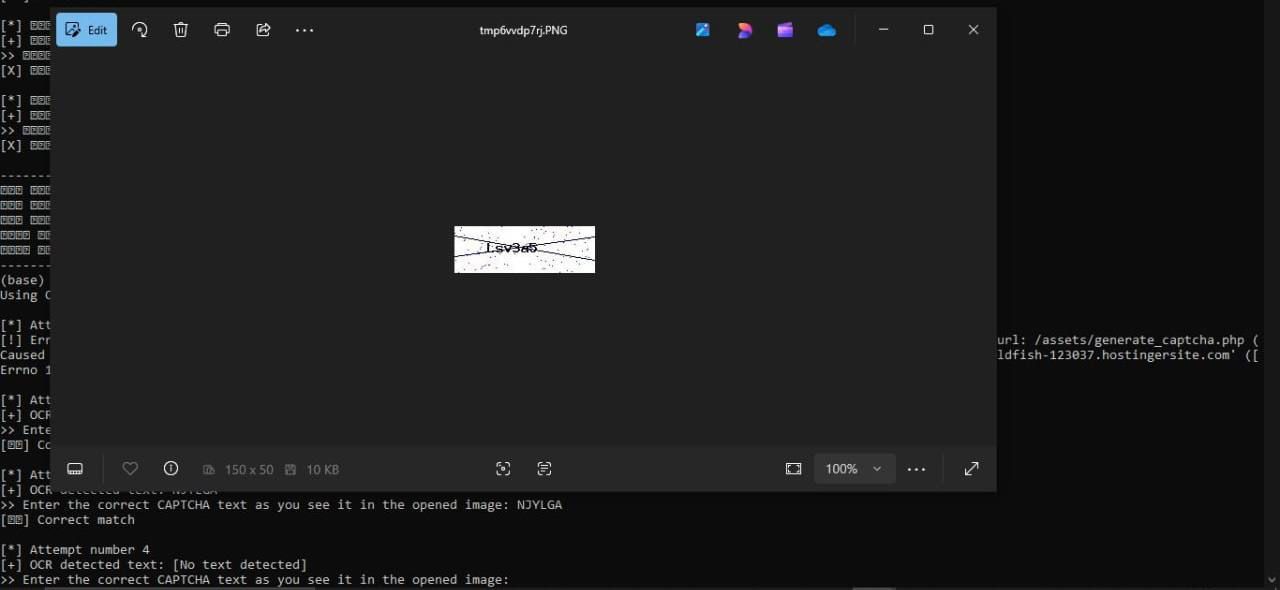 Edit
tmp6vvdp7rj.PNG
[*]
[+]
>>
[X]
[*]
[+]
>>
[X]
-------
-------
(base)
Using
[*] Att
[!] Err url: /assets/generate_captcha.php (
Caused ldfish-123037.hostingersite.com' ([
Errno 1
[*] Att
[+] OCR
>> Ente
150 x 50 10 KB 100%
[*] Att
[+] OCR detected text: NJYLGA
>> Enter the correct CAPTCHA text as you see it in the opened image: NJYLGA
Correct match
[*] Attempt number 4
[+] OCR detected text: [No text detected]
>> Enter the correct CAPTCHA text as you see it in the opened image: